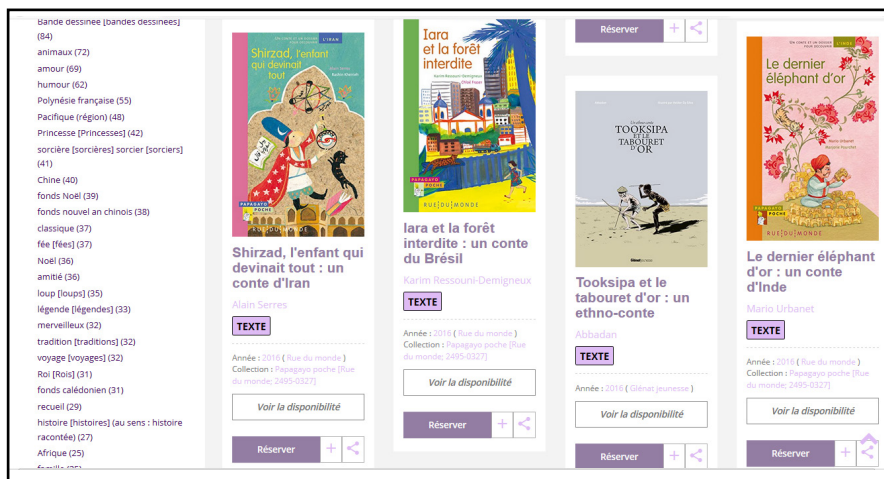 Bande dessinée [bandes dessinées]
(84)
animaux (72)
amour (69)
humour (62)
Polynésie française (55)
Pacifique (région) (48)
Princesse [Princesses] (42)
sorcière [sorcières] sorcier [sorciers]
(41)
Chine (40)
fonds Noël (39)
fonds nouvel an chinois (38)
classique (37)
fée [fées] (37)
Noël (36)
amitié (36)
loup [loups] (35)
légende [légendes] (33)
merveilleux (32)
tradition [traditions] (32)
voyage [voyages] (32)
Roi [Rois] (31)
fonds calédonien (31)
recueil (29)
histoire [histoires] (au sens : histoire
racontée) (27)
Afrique (25)
L'IRAN
Shirzad, l'enfant
qui devinait
tout
PAPAGAYO
POCHE
RUE DU MONDE
Shirzad, l'enfant qui
devinait tout : un
conte d'Iran
Alain Serres
TEXTE
Année : 2016 ( Rue du monde )
Collection : Papagayo poche [Rue
du monde; 2495-0327]
Voir la disponibilité
Réserver
Iara
et la forêt
interdite
Karim Ressouni-Demigneux
PAPAGAYO
POCHE
RUE DU MONDE
Iara et la forêt
interdite : un conte
du Brésil
Karim Ressouni-Demigneux
TEXTE
Année : 2016 ( Rue du monde )
Collection : Papagayo poche [Rue
du monde; 2495-0327]
Voir la disponibilité
Réserver
Réserver
TOOKSIPA
ET LE
TABOURET
D'OR
Glénat
Tooksipa et le
tabouret d'or : un
ethno-conte
Abbadan
TEXTE
Année : 2016 ( Glénat jeunesse )
Voir la disponibilité
Réserver
L'INDE
Le dernier
éléphant d'or
Mario Urbanet
PAPAGAYO
POCHE
RUE DU MONDE
Le dernier éléphant
d'or : un conte
d'Inde
Mario Urbanet
TEXTE
Année : 2016 ( Rue du monde )
Collection : Papagayo poche [Rue
du monde; 2495-0327]
Voir la disponibilité
Réserver